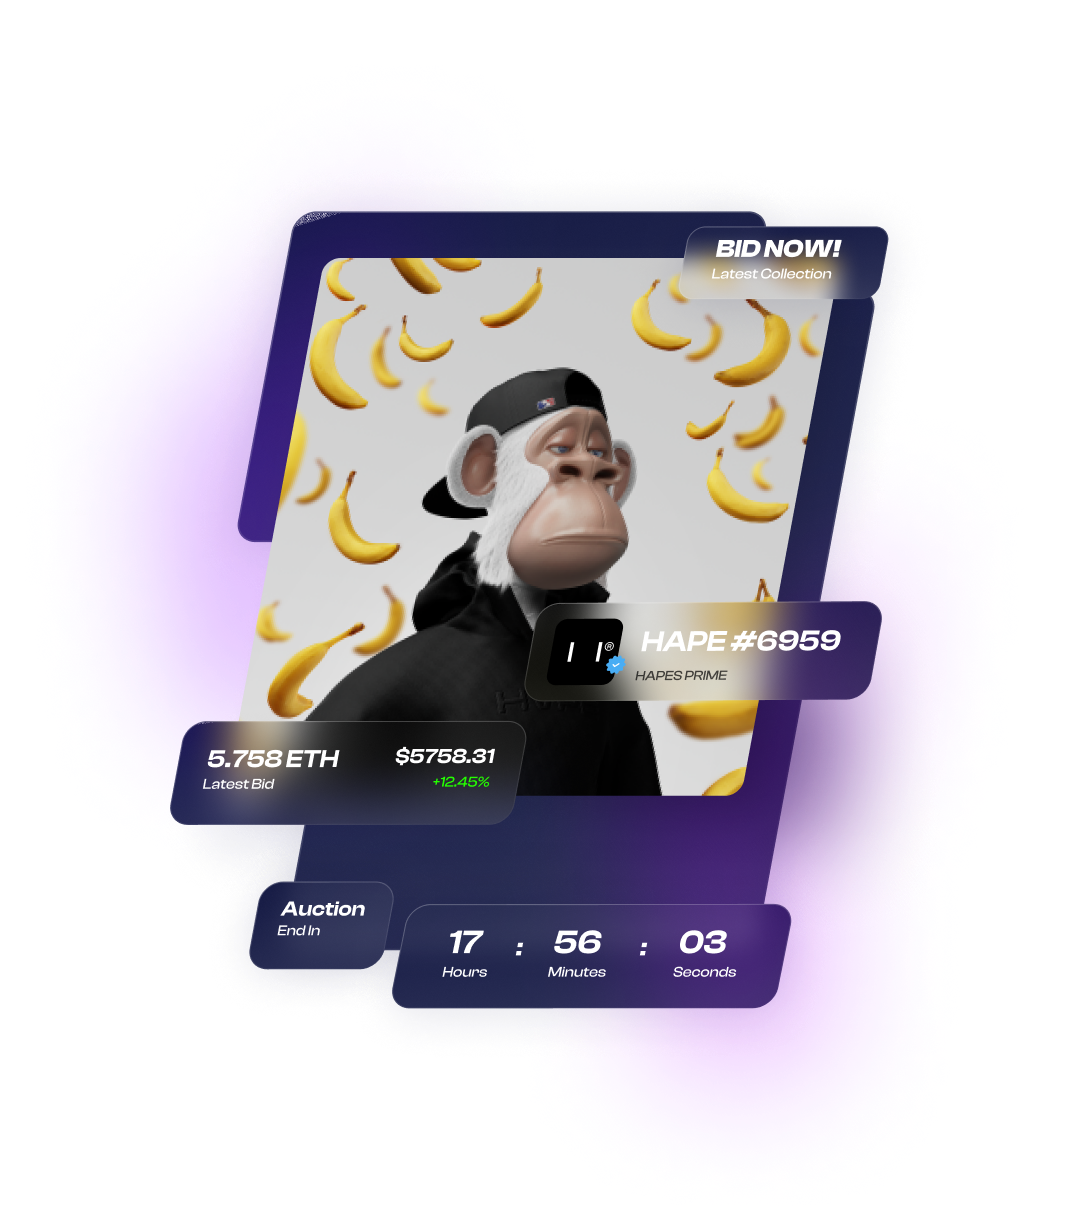 BID NOW!
Latest Collection
HAPE #6959
HAPES PRIME
5.758 ETH
$5758.31
Latest Bid
+12.45%
Auction
End In
17 : 56 : 03
Hours Minutes Seconds